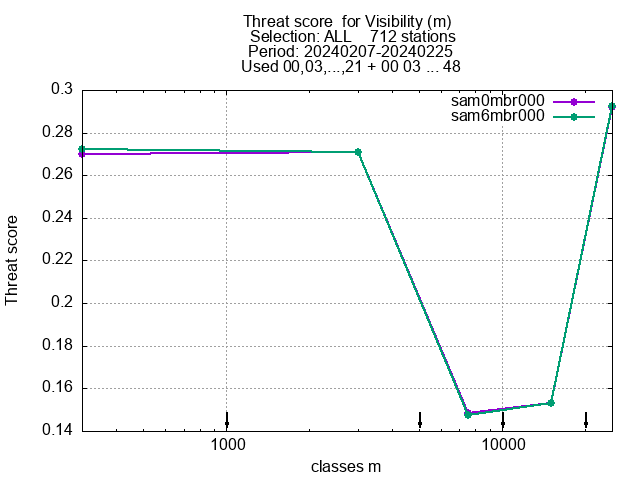 Threat score  for Visibility (m)
Selection: ALL    712 stations
Period: 20240207-20240225
Used 00,03,...,21 + 00 03 ... 48
sam0mbr000
sam6mbr000
0.3
0.28
0.26
0.24
0.22
0.2
0.18
0.16
0.14
Threat score
1000
10000
classes m